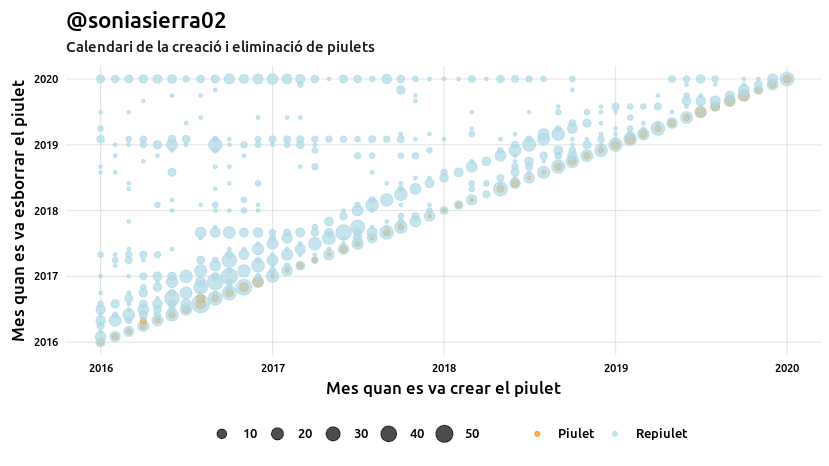 @soniasierra02
Calendari de la creació i eliminació de piulets
Mes quan es va esborrar el piulet
2020
2019
2018
2017
2016
2016 2017 2018 2019 2020
Mes quan es va crear el piulet
10 20 30 40 50 Piulet Repiulet